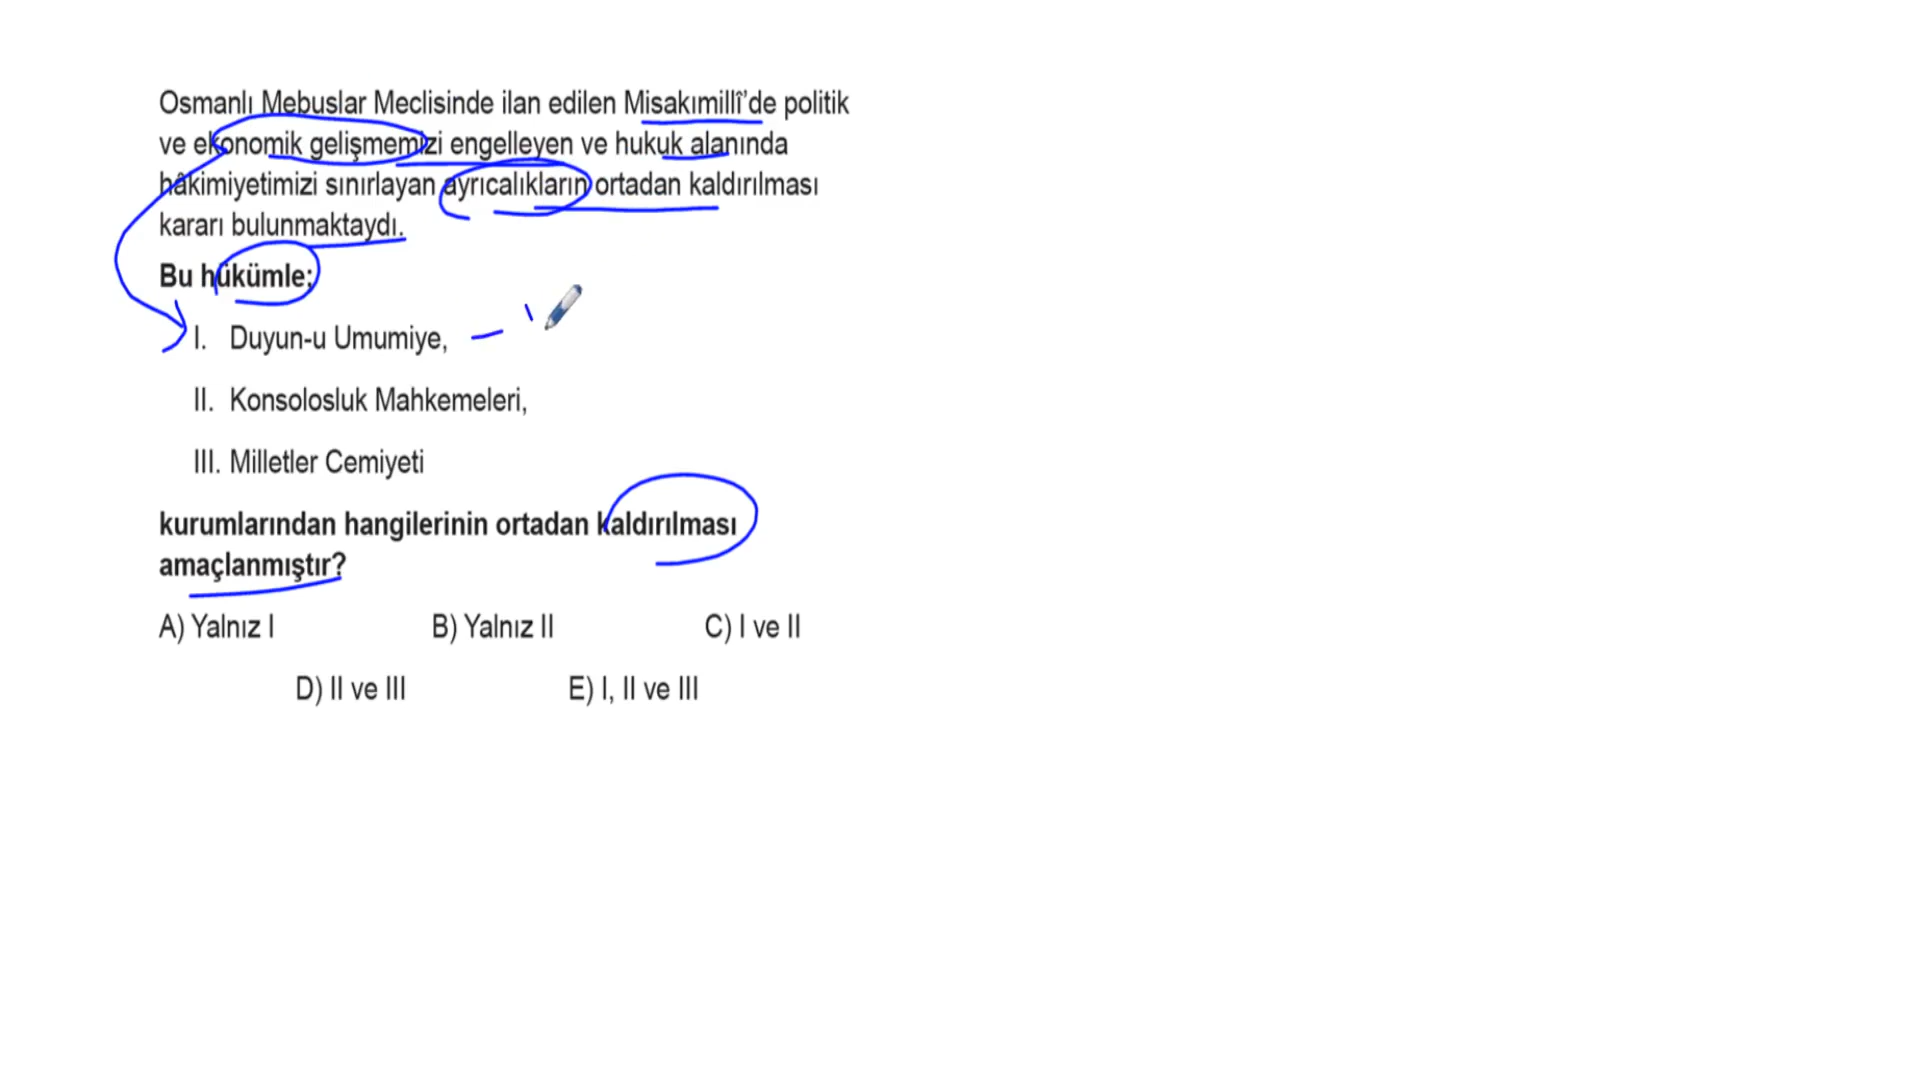 Osmanlı Mebuslar Meclisinde ilan edilen Misakımillî'de politik
ve ekonomik gelişmemizi engelleyen ve hukuk alanında
hâkimiyetimizi sınırlayan ayrıcalıkların ortadan kaldırılması
kararı bulunmaktaydı.
Bu hükümle;
I. Duyun-u Umumiye,
II. Konsolosluk Mahkemeleri,
III. Milletler Cemiyeti
kurumlarından hangilerinin ortadan kaldırılması
amaçlanmıştır?
A) Yalnız I B) Yalnız II C) I ve II
D) II ve III E) I, II ve III